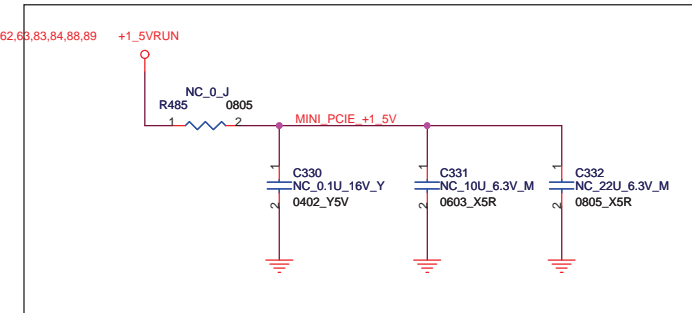 62,63,83,84,88,89 +1_5VRUN
NC_0_J
R485 0805
1 2 MINI_PCIE_+1_5V
1 1 1
C330 C331 C332
NC_0.1U_16V_Y NC_10U_6.3V_M NC_22U_6.3V_M
2 0402_Y5V 2 0603_X5R 2 0805_X5R